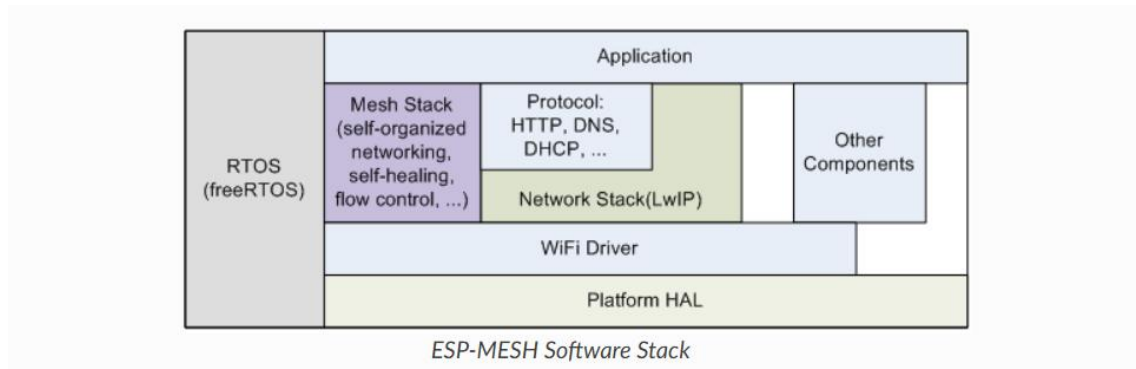 RTOS
(freeRTOS)
Application
Mesh Stack
(self-organized
networking,
self-healing,
flow control, ...)
Protocol:
HTTP, DNS,
DHCP, ...
Network Stack(LwIP)
Other
Components
WiFi Driver
Platform HAL
ESP-MESH Software Stack